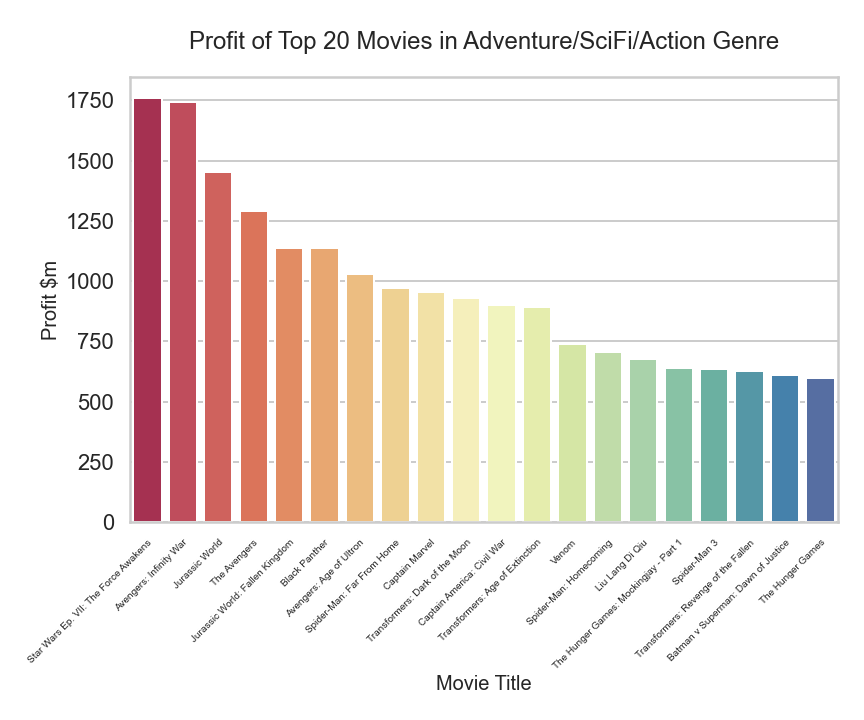 Profit of Top 20 Movies in Adventure/SciFi/Action Genre
Profit $m
1750
1500
1250
1000
750
500
250
0
Star Wars Ep. VII: The Force Awakens
Avengers: Infinity War
Jurassic World
The Avengers
Jurassic World: Fallen Kingdom
Black Panther
Avengers: Age of Ultron
Spider-Man: Far From Home
Captain Marvel
Transformers: Dark of the Moon
Captain America: Civil War
Transformers: Age of Extinction
Venom
Spider-Man: Homecoming
Liu Lang Di Qiu
The Hunger Games: Mockingjay - Part 1
Spider-Man 3
Transformers: Revenge of the Fallen
Batman v Superman: Dawn of Justice
The Hunger Games
Movie Title